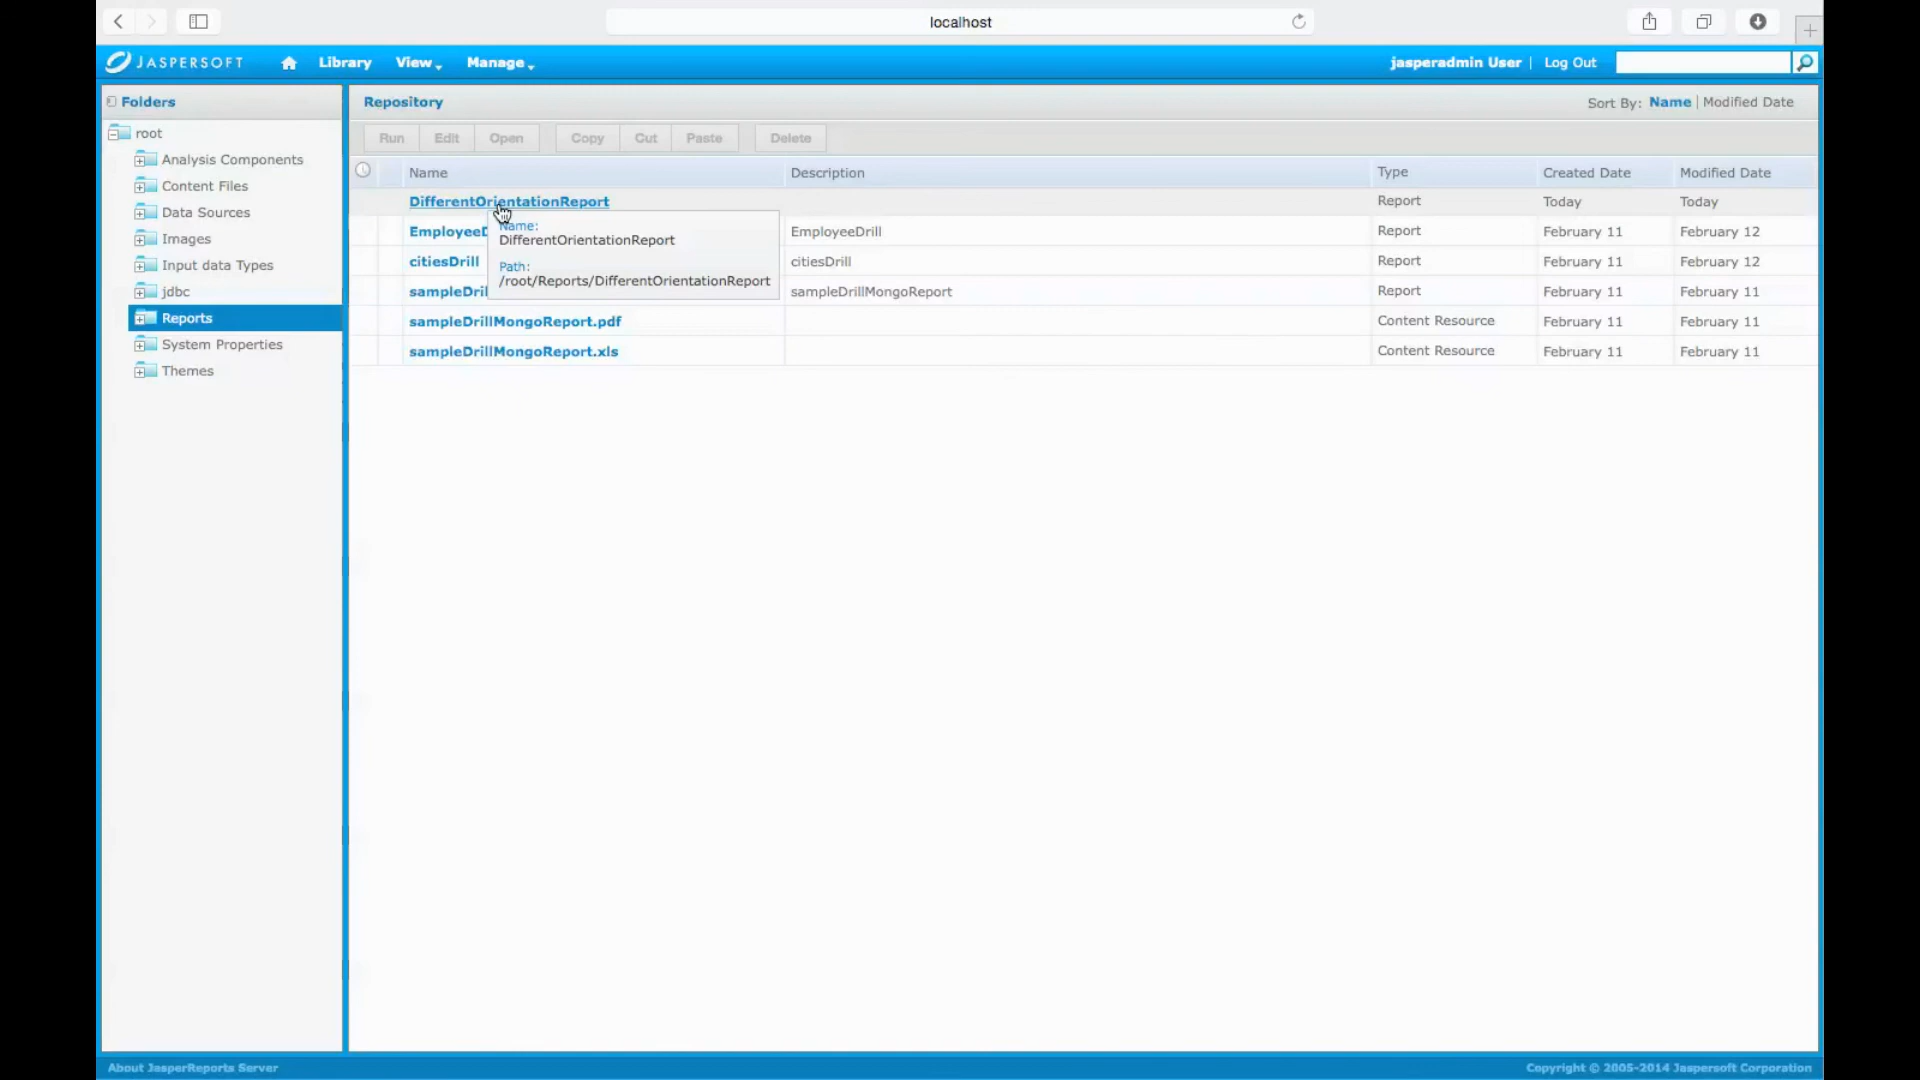 localhost
JASPERSOFT Library View Manage jasperadmin User | Log Out
Folders
root
Analysis Components
Content Files
Data Sources
Images
Input data Types
jdbc
Reports
System Properties
Themes
Repository Sort By: Name | Modified Date
Run Edit Open Copy Cut Paste Delete
Name Description Type Created Date Modified Date
DifferentOrientationReport Report Today Today
EmployeeD EmployeeDrill Report February 11 February 12
citiesDrill citiesDrill Report February 11 February 12
sampleDril sampleDrillMongoReport Report February 11 February 11
sampleDrillMongoReport.pdf Content Resource February 11 February 11
sampleDrillMongoReport.xls Content Resource February 11 February 11
Name:
DifferentOrientationReport
Path:
/root/Reports/DifferentOrientationReport
About JasperReports Server Copyright © 2005-2014 Jaspersoft Corporation